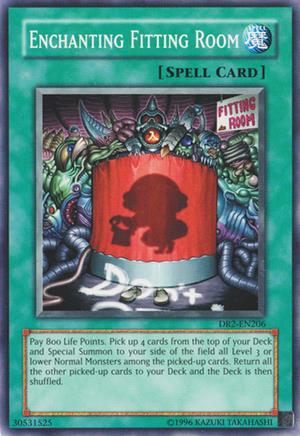 ENCHANTING FITTING ROOM
[SPELL CARD]
FITTING
ROOM
DR2-EN206
Pay 800 Life Points. Pick up 4 cards from the top of your Deck
and Special Summon to your side of the field all Level 3 or
lower Normal Monsters among the picked-up cards. Return all
the other picked-up cards to your Deck and the Deck is then
shuffled.
30531525
©1996 KAZUKI TAKAHASHI